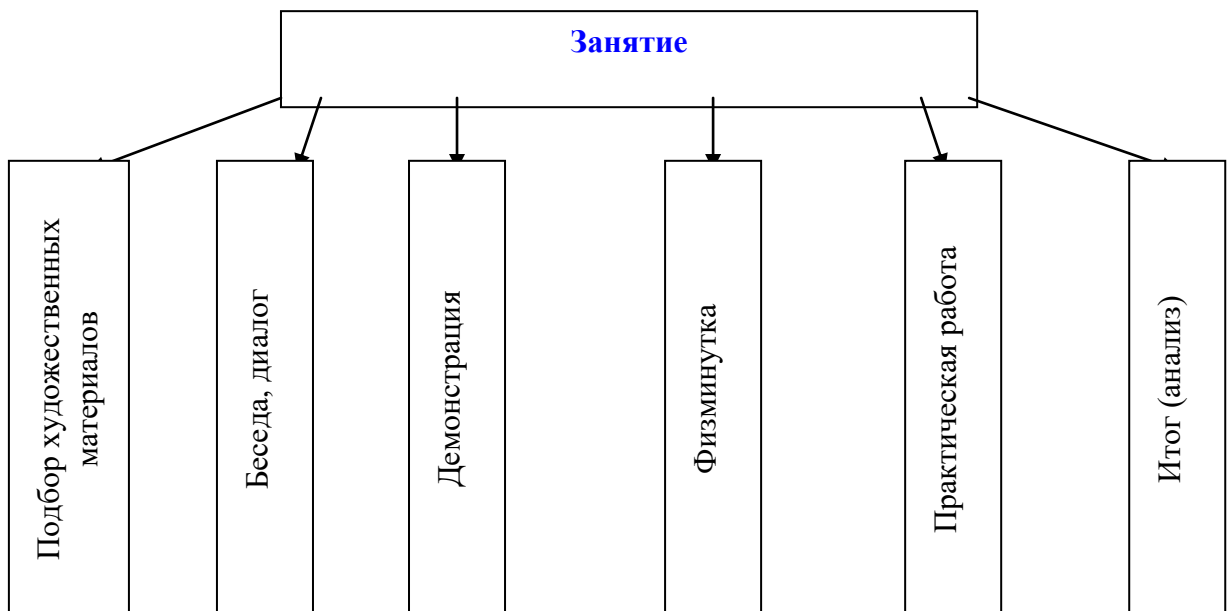 Занятие
Подбор художественных
материалов
Беседа, диалог
Демонстрация
Физминутка
Практическая работа
Итог (анализ)